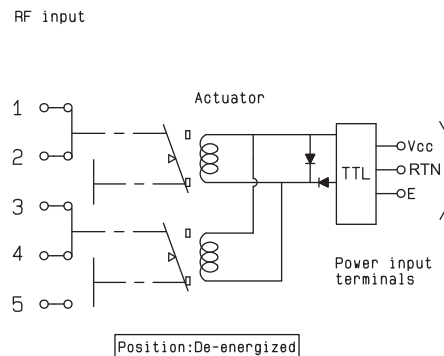 RF input
Actuator
1
2
3
4
5
TTL
Vcc
RTN
E
Power input
terminals
Position:De-energized